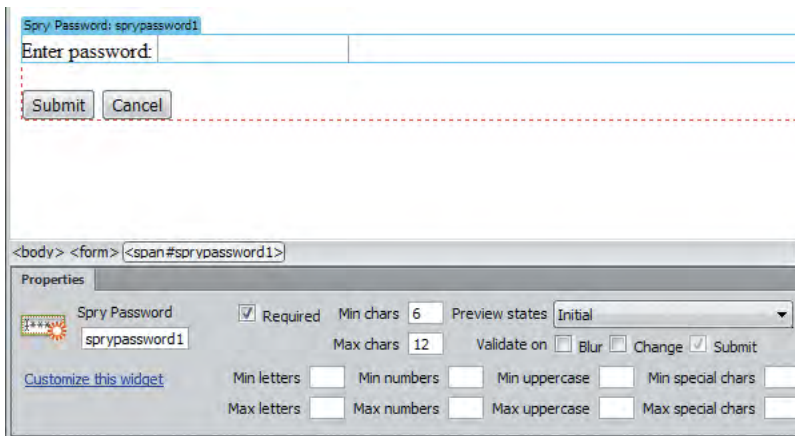 Spry Password: sprypassword1
Enter password:
Submit Cancel
<body> <form> <span#sprypassword1>
Properties
Spry Password Required Min chars 6 Preview states Initial
sprypassword1 Max chars 12 Validate on Blur Change Submit
Customize this widget Min letters Min numbers Min uppercase Min special chars
Max letters Max numbers Max uppercase Max special chars